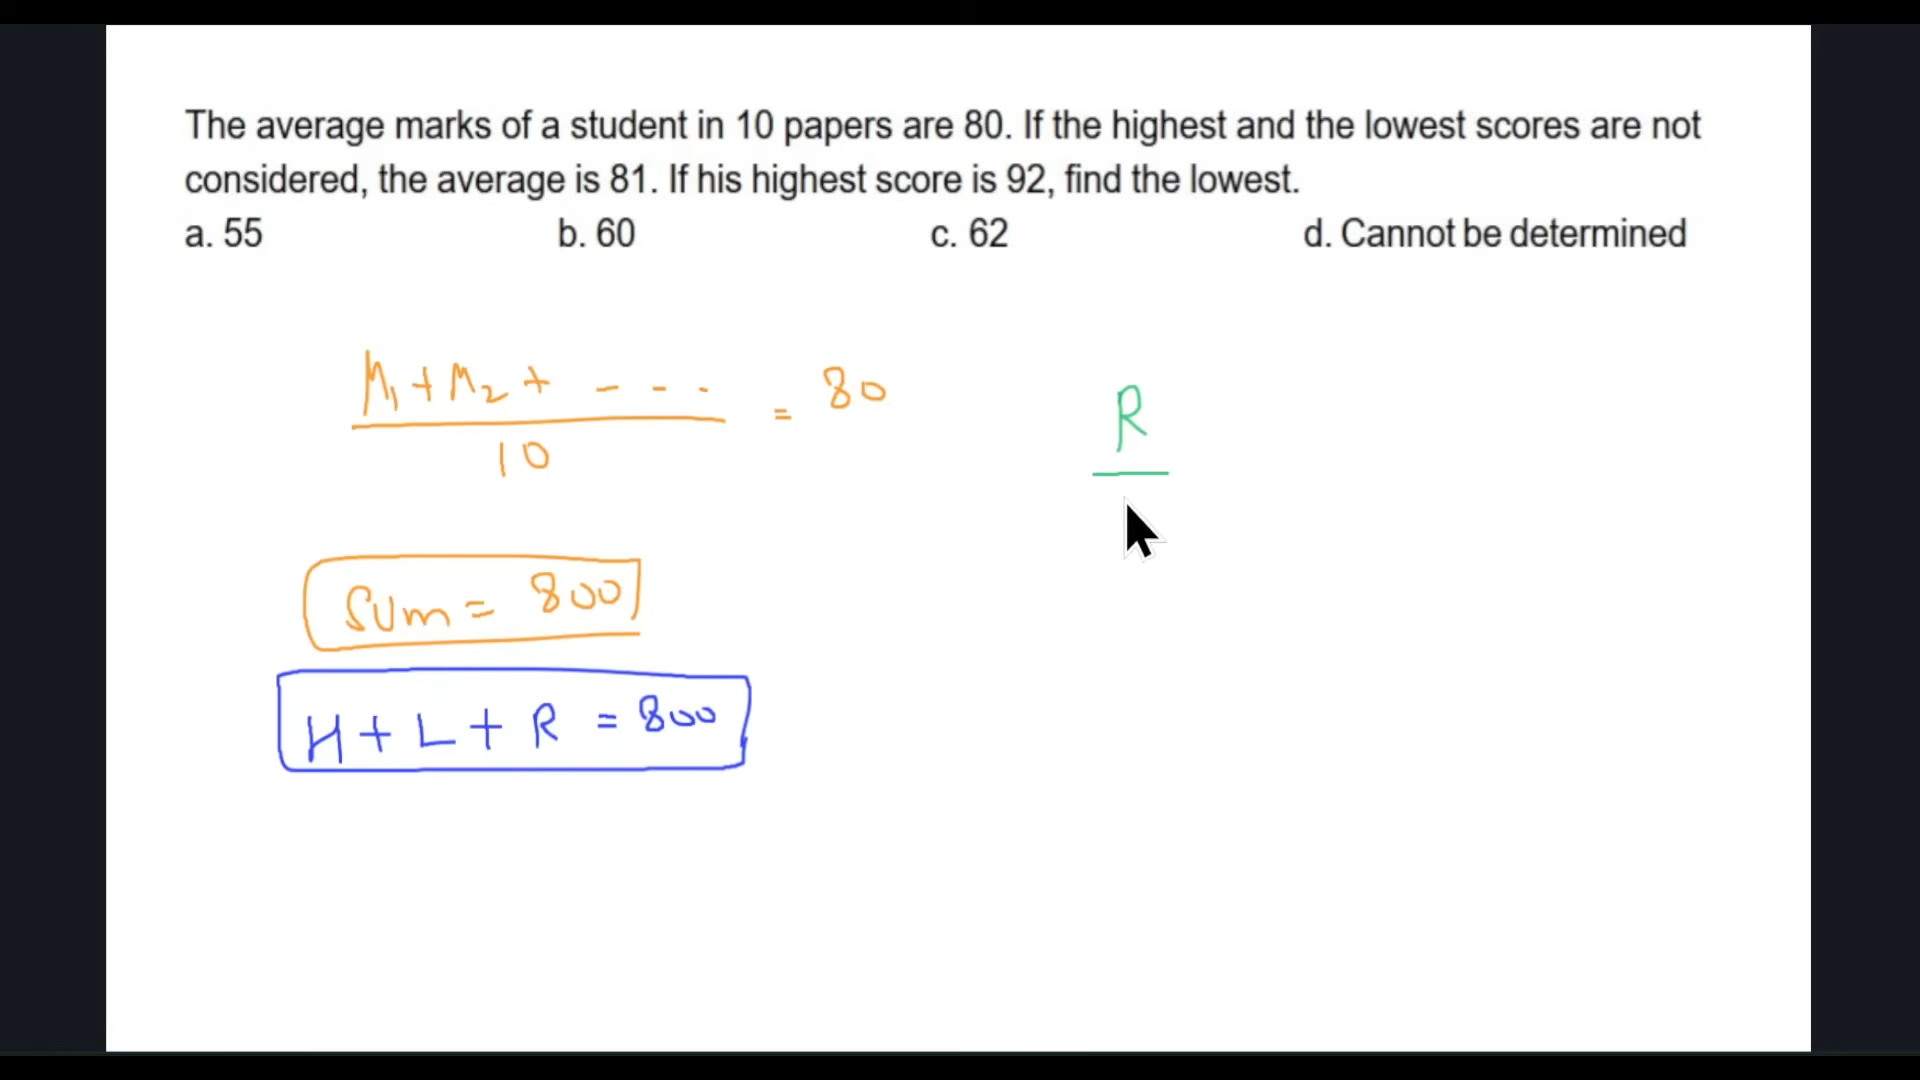 The average marks of a student in 10 papers are 80. If the highest and the lowest scores are not
considered, the average is 81. If his highest score is 92, find the lowest.
a. 55 b. 60 c. 62 d. Cannot be determined
M₁ + M₂ + - - - . = 80
10
R
Sum = 800
H + L + R = 800